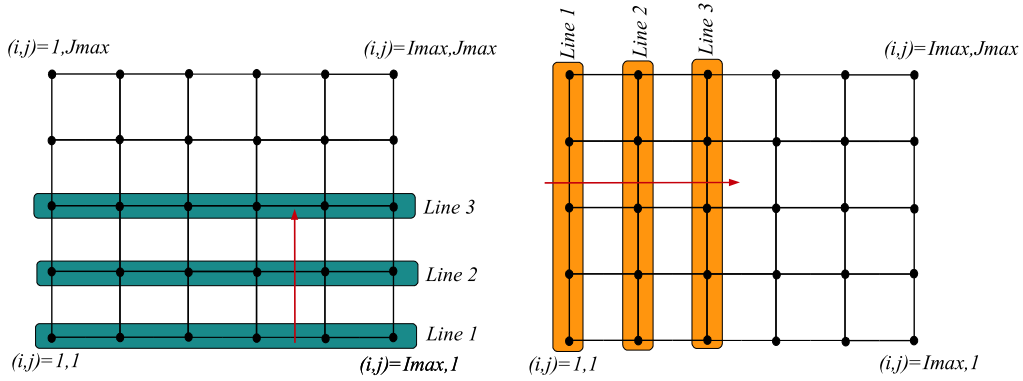 (i,j)=1,Jmax
(i,j)=Imax,Jmax
Line 3
Line 2
Line 1
(i,j)=1,1
(i,j)=Imax,1
Line 1
Line 2
Line 3
(i,j)=Imax,Jmax
(i,j)=1,1
(i,j)=Imax,1